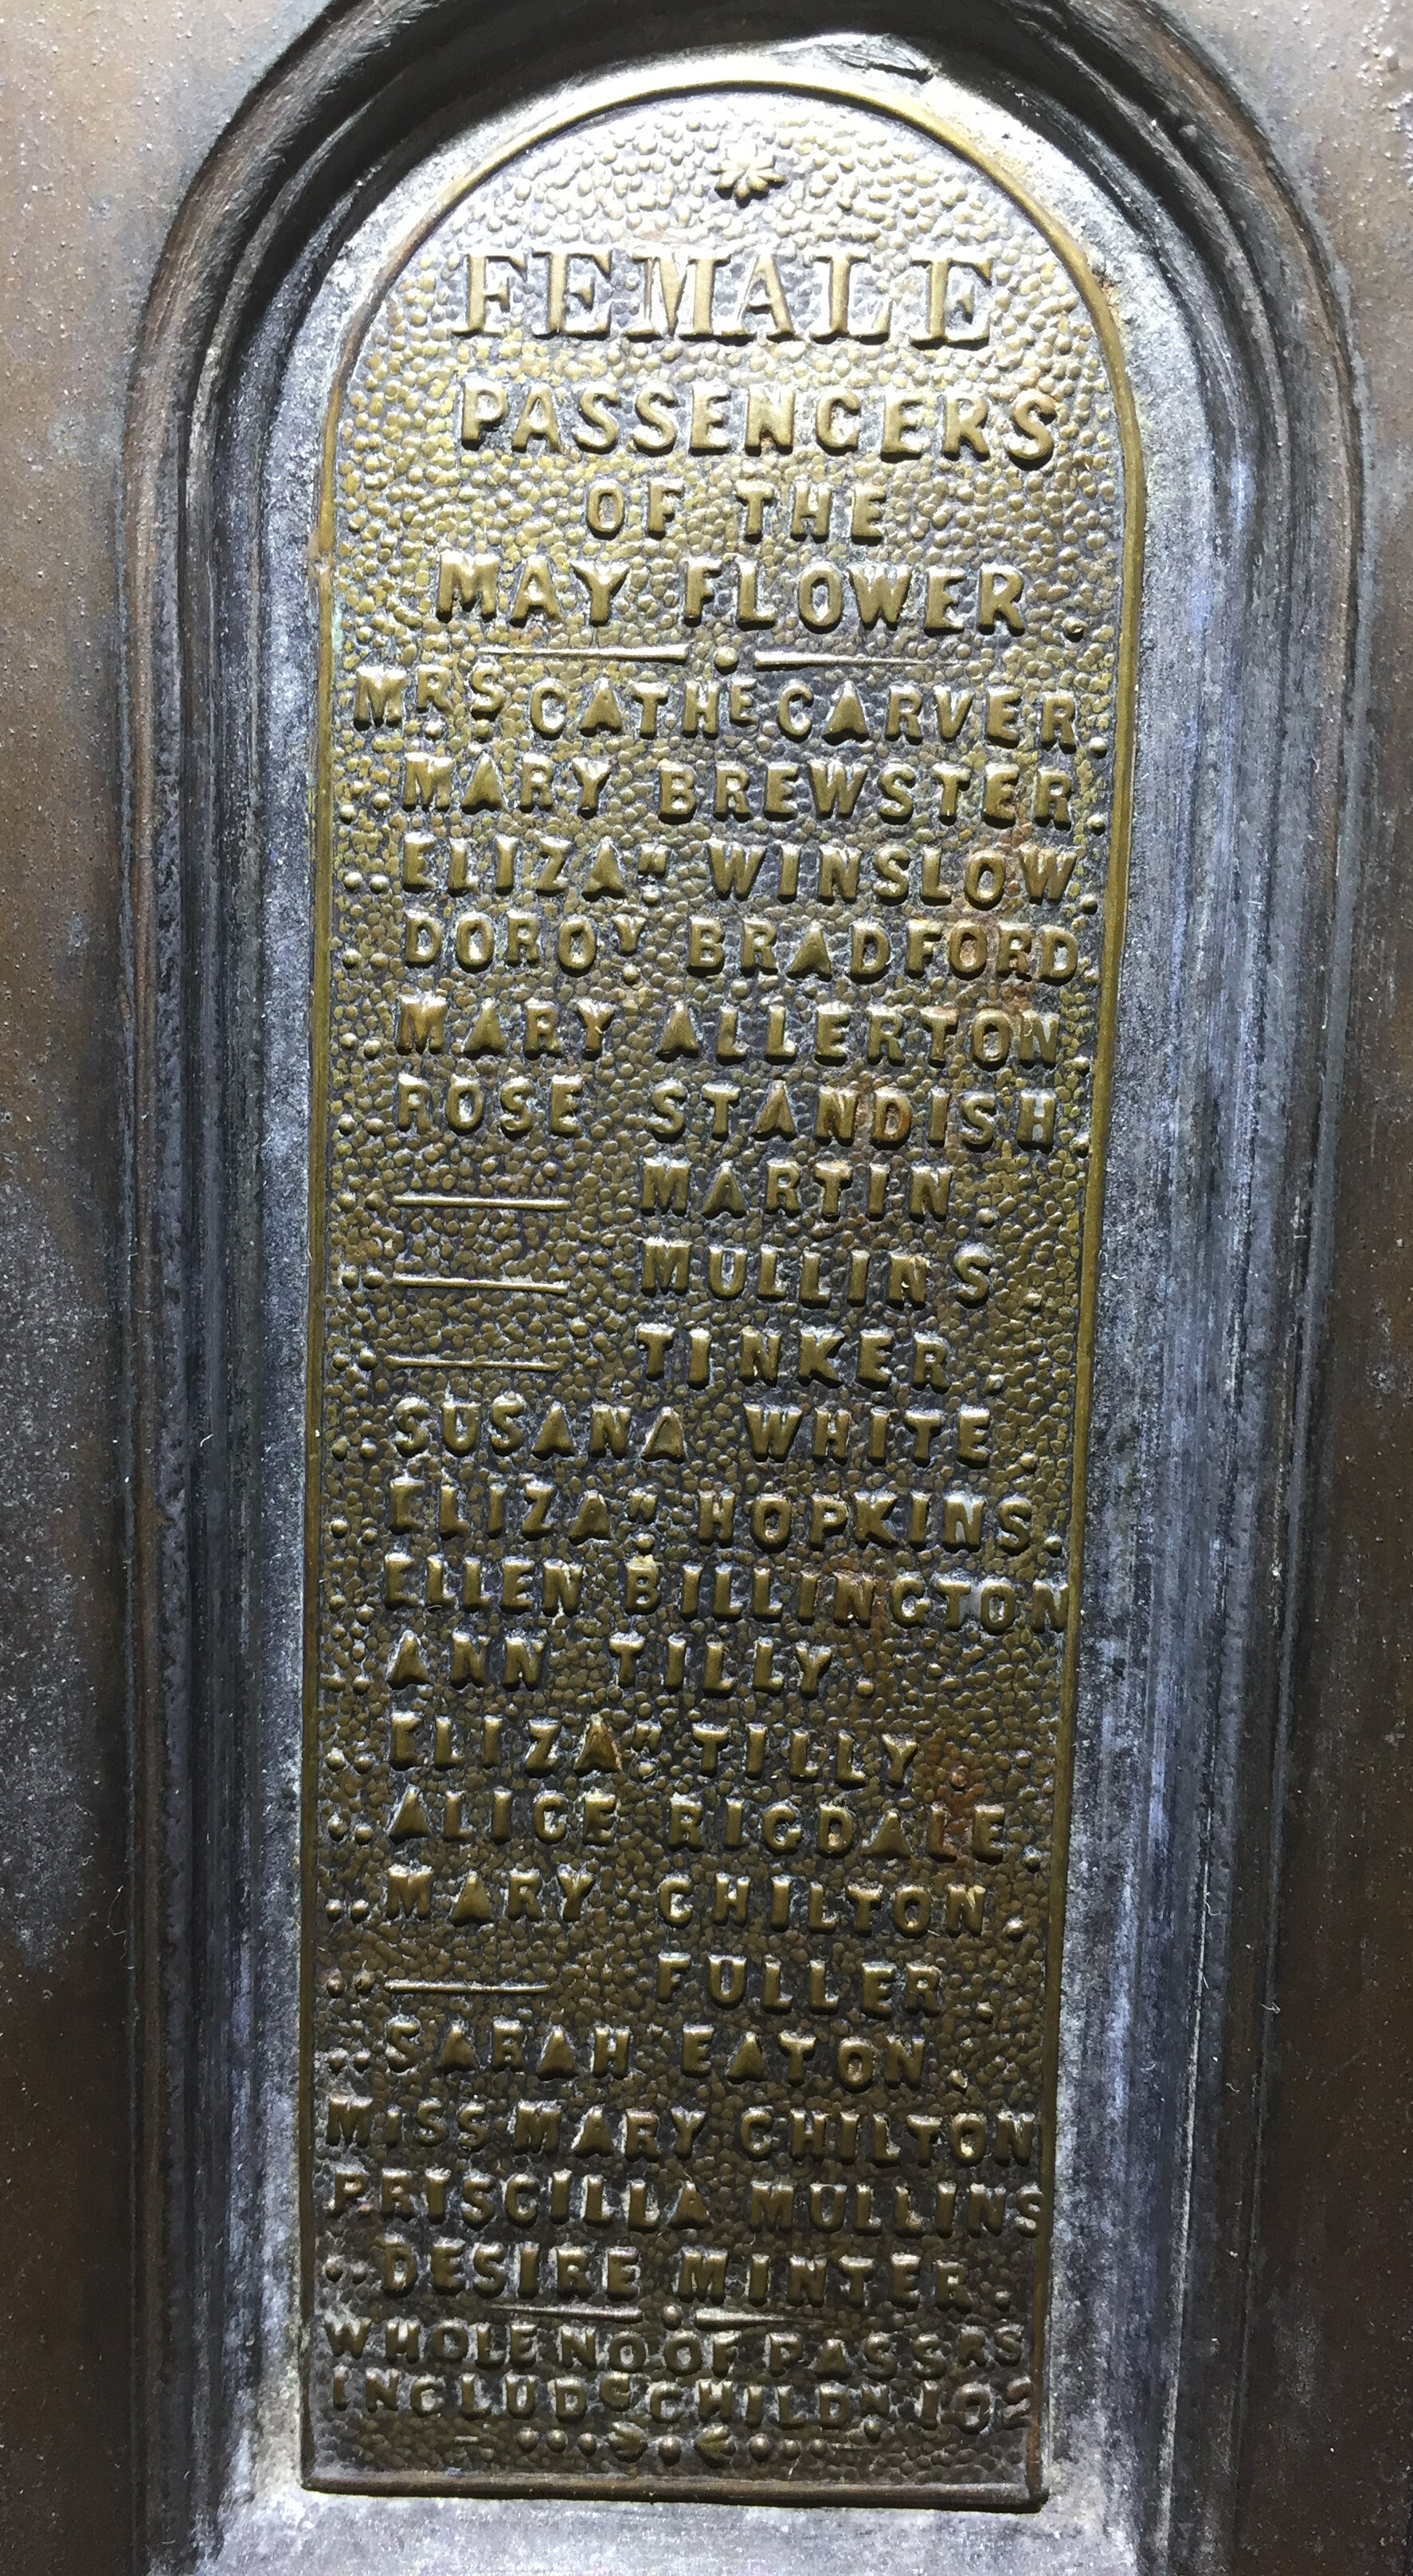 FEMALE
PASSENGERS
OF THE
MAY FLOWER.
MRS CATHE CARVER.
.. MARY BREWSTER.
.. ELIZAH WINSLOW.
.. DOROY BRADFORD.
.. MARY ALLERTON.
.. ROSE STANDISH.
.. —— MARTIN.
.. —— MULLINS.
.. —— TINKER.
.. SUSANA WHITE.
.. ELIZAH HOPKINS.
.. ELLEN BILLINGTON
.. ANN TILLY.
.. ELIZAH TILLY.
.. ALICE RIGDALE.
.. MARY CHILTON.
.. —— FULLER.
.. SARAH EATON.
MISS MARY CHILTON
PRISCILLA MULLINS
.. DESIRE MINTER.
WHOLE NO OF PASSRS
INCLUDG CHILDN 102